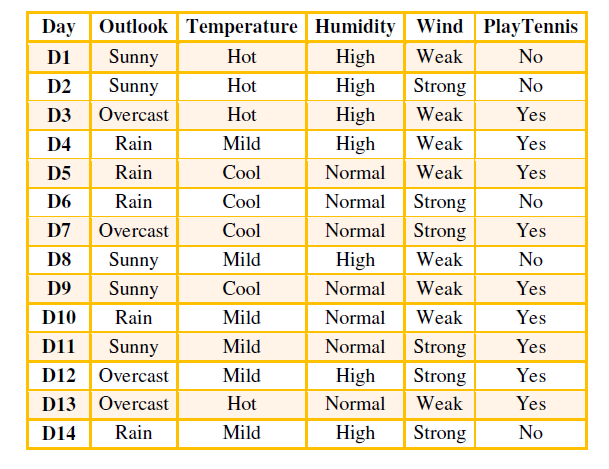 Day Outlook Temperature Humidity Wind PlayTennis
D1 Sunny Hot High Weak No
D2 Sunny Hot High Strong No
D3 Overcast Hot High Weak Yes
D4 Rain Mild High Weak Yes
D5 Rain Cool Normal Weak Yes
D6 Rain Cool Normal Strong No
D7 Overcast Cool Normal Strong Yes
D8 Sunny Mild High Weak No
D9 Sunny Cool Normal Weak Yes
D10 Rain Mild Normal Weak Yes
D11 Sunny Mild Normal Strong Yes
D12 Overcast Mild High Strong Yes
D13 Overcast Hot Normal Weak Yes
D14 Rain Mild High Strong No